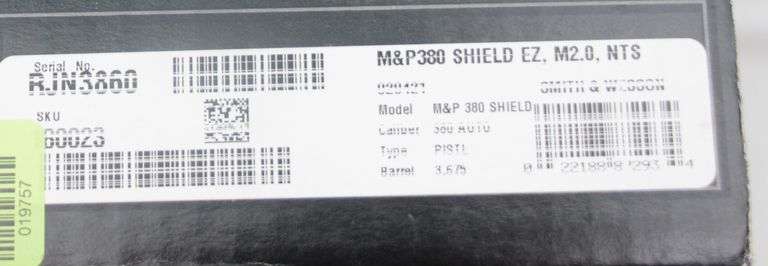 Serial No.
RJN3860
SKU
M&P380 SHIELD EZ, M2.0, NTS
SMITH & WESSON
Model M&P 380 SHIELD
Caliber 380 AUTO
Type PISTL
Barrel 3.675
019757